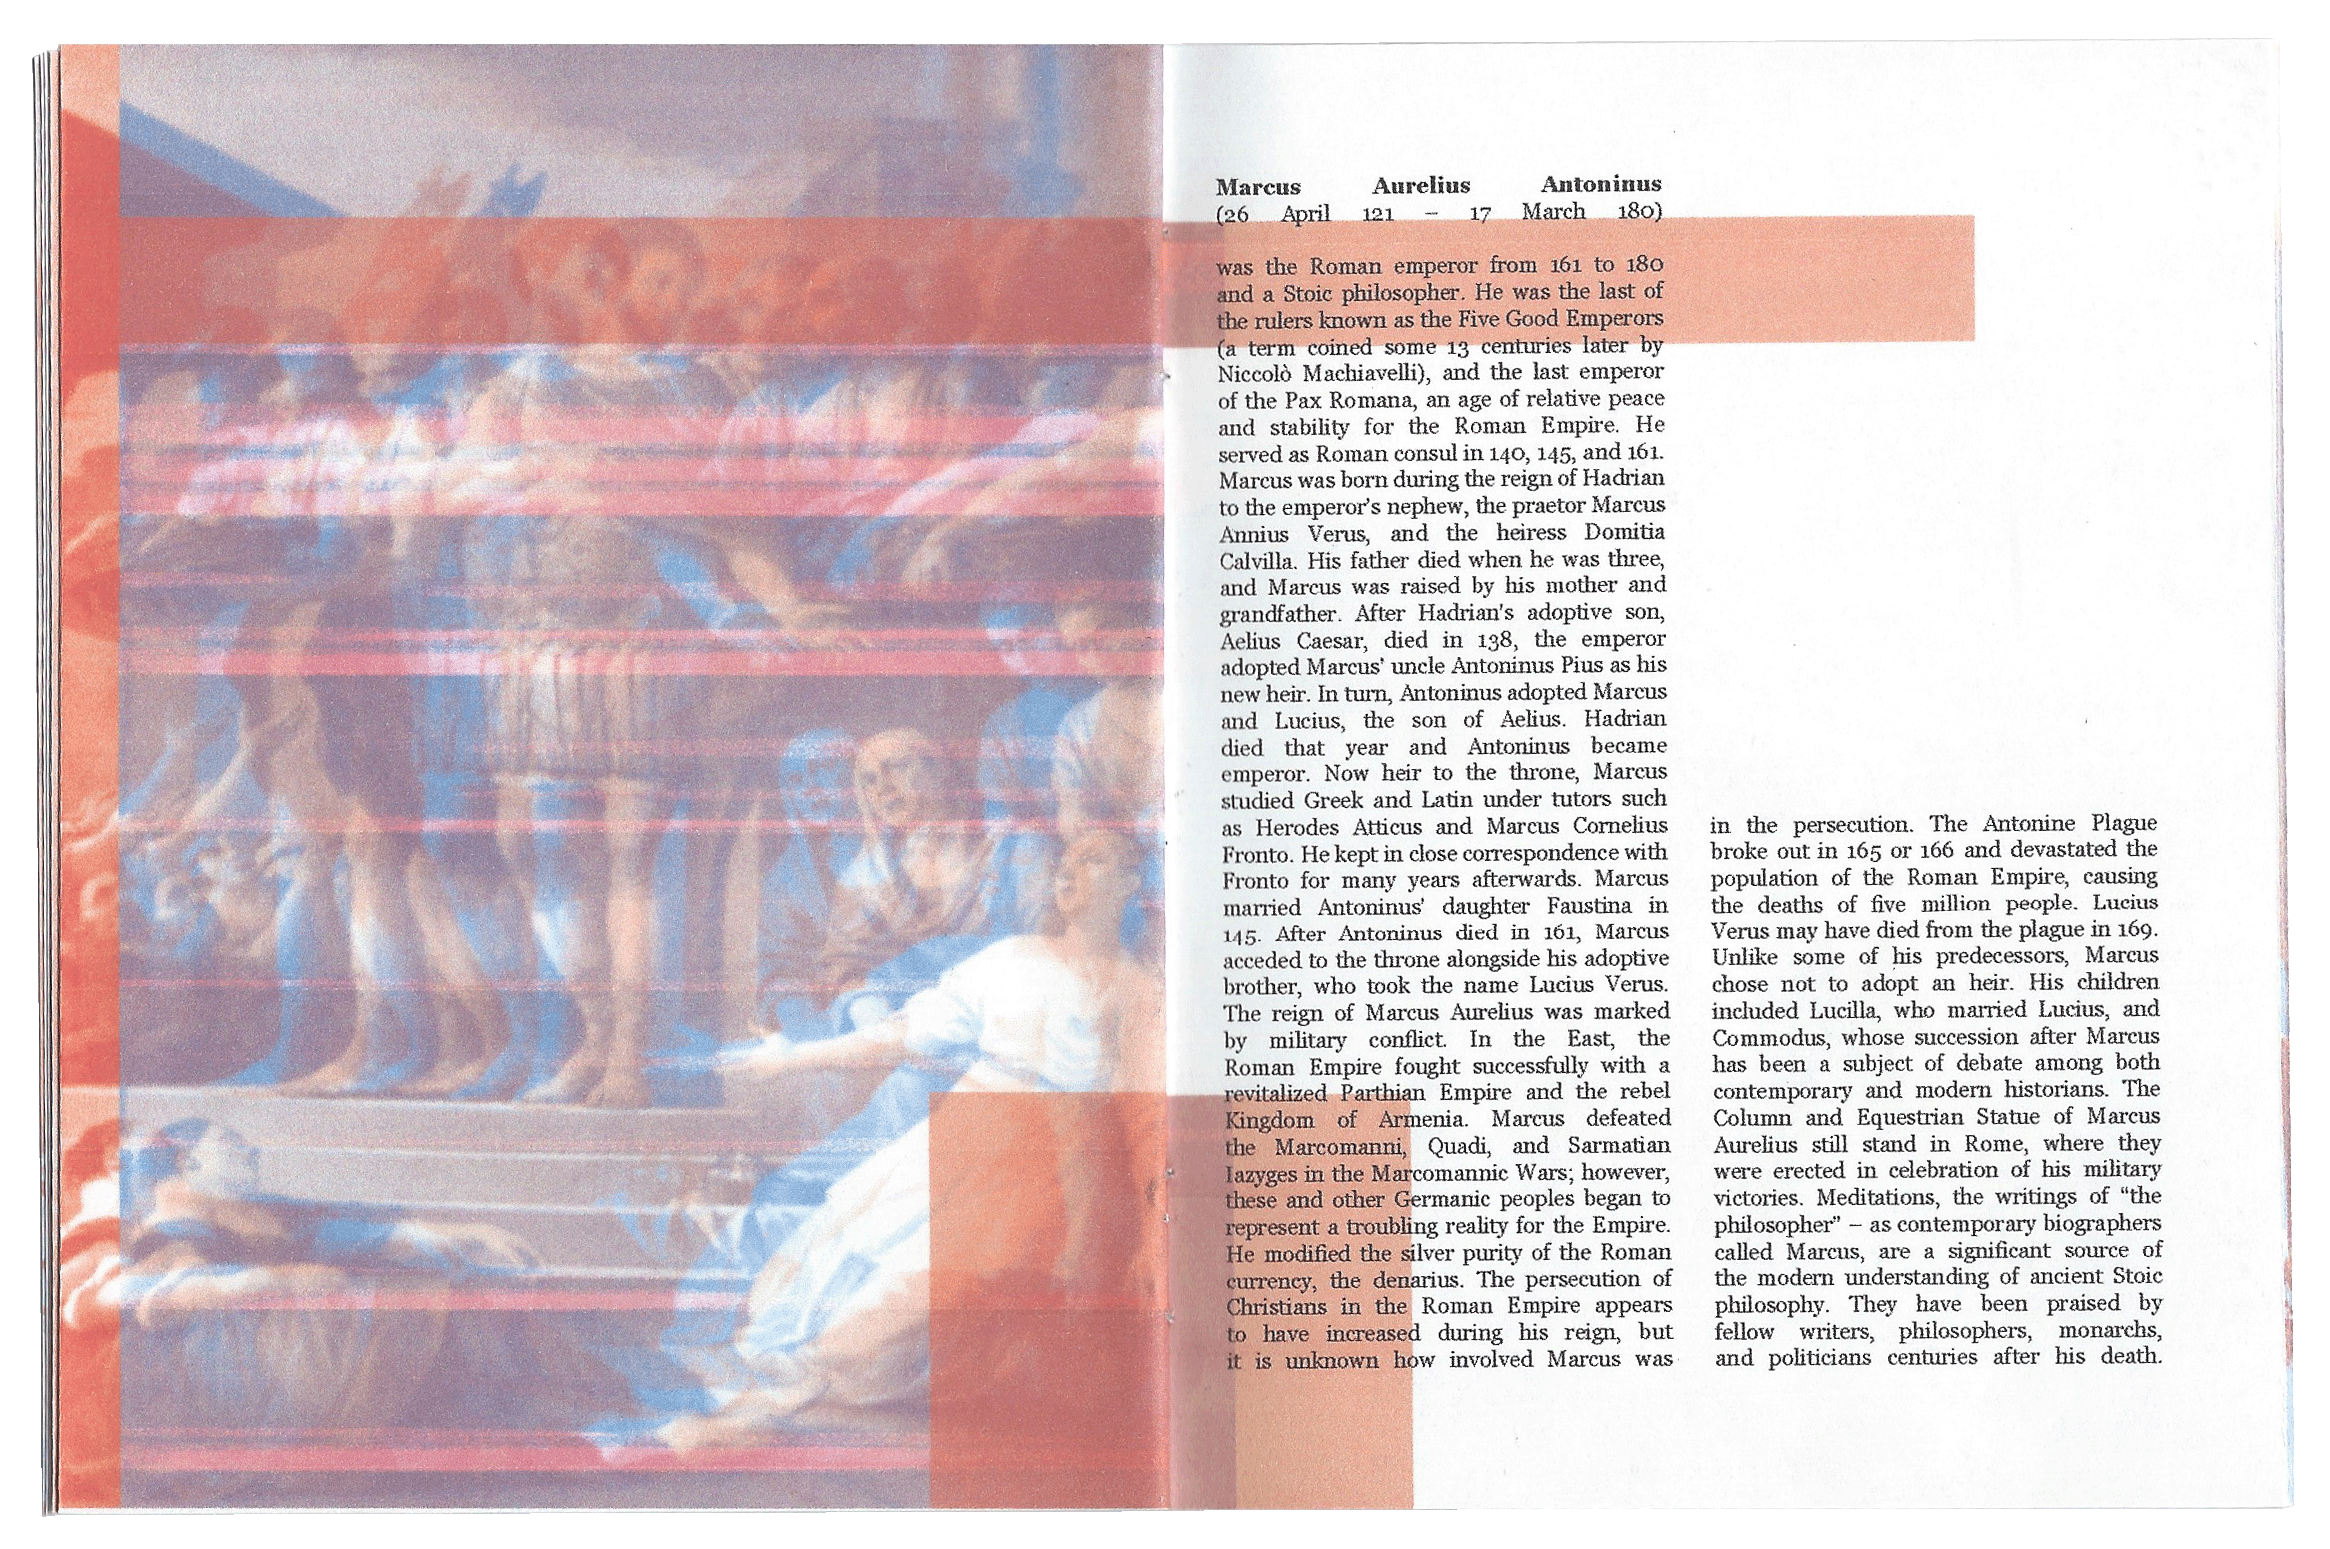 Marcus Aurelius Antoninus
(26 April 121 – 17 March 180)
was the Roman emperor from 161 to 180
and a Stoic philosopher. He was the last of
the rulers known as the Five Good Emperors
(a term coined some 13 centuries later by
Niccolò Machiavelli), and the last emperor
of the Pax Romana, an age of relative peace
and stability for the Roman Empire. He
served as Roman consul in 140, 145, and 161.
Marcus was born during the reign of Hadrian
to the emperor's nephew, the praetor Marcus
Annius Verus, and the heiress Domitia
Calvilla. His father died when he was three,
and Marcus was raised by his mother and
grandfather. After Hadrian's adoptive son,
Aelius Caesar, died in 138, the emperor
adopted Marcus' uncle Antoninus Pius as his
new heir. In turn, Antoninus adopted Marcus
and Lucius, the son of Aelius. Hadrian
died that year and Antoninus became
emperor. Now heir to the throne, Marcus
studied Greek and Latin under tutors such
as Herodes Atticus and Marcus Cornelius
Fronto. He kept in close correspondence with
Fronto for many years afterwards. Marcus
married Antoninus' daughter Faustina in
145. After Antoninus died in 161, Marcus
acceded to the throne alongside his adoptive
brother, who took the name Lucius Verus.
The reign of Marcus Aurelius was marked
by military conflict. In the East, the
Roman Empire fought successfully with a
revitalized Parthian Empire and the rebel
Kingdom of Armenia. Marcus defeated
the Marcomanni, Quadi, and Sarmatian
Iazyges in the Marcomannic Wars; however,
these and other Germanic peoples began to
represent a troubling reality for the Empire.
He modified the silver purity of the Roman
currency, the denarius. The persecution of
Christians in the Roman Empire appears
to have increased during his reign, but
it is unknown how involved Marcus was
in the persecution. The Antonine Plague
broke out in 165 or 166 and devastated the
population of the Roman Empire, causing
the deaths of five million people. Lucius
Verus may have died from the plague in 169.
Unlike some of his predecessors, Marcus
chose not to adopt an heir. His children
included Lucilla, who married Lucius, and
Commodus, whose succession after Marcus
has been a subject of debate among both
contemporary and modern historians. The
Column and Equestrian Statue of Marcus
Aurelius still stand in Rome, where they
were erected in celebration of his military
victories. Meditations, the writings of "the
philosopher" – as contemporary biographers
called Marcus, are a significant source of
the modern understanding of ancient Stoic
philosophy. They have been praised by
fellow writers, philosophers, monarchs,
and politicians centuries after his death.